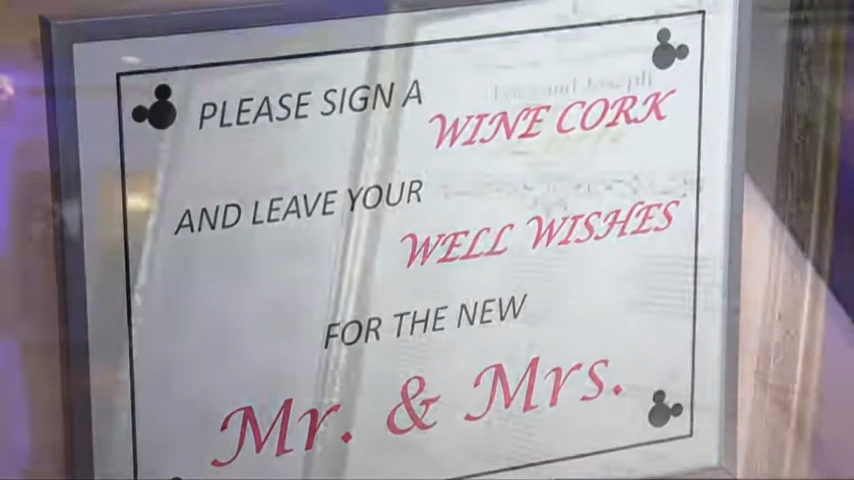 PLEASE SIGN A
WINE CORK
AND LEAVE YOUR
WELL WISHES
FOR THE NEW
Mr. & Mrs.